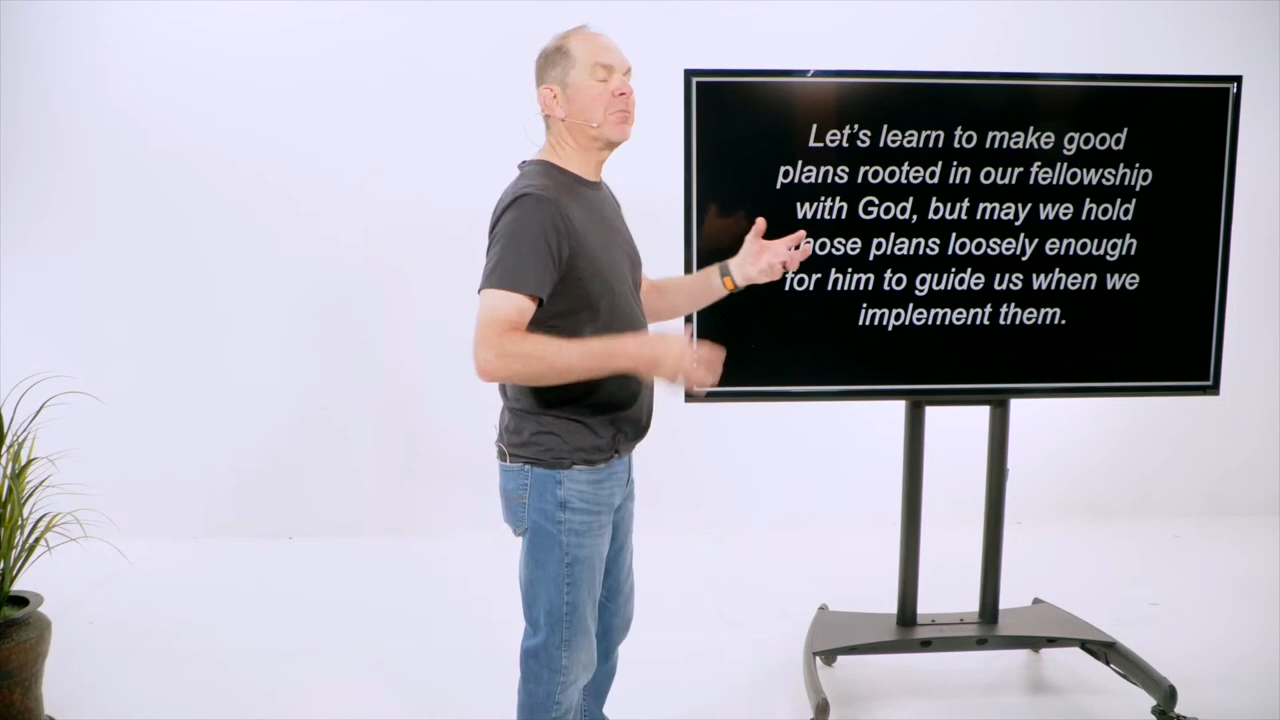 Let's learn to make good
plans rooted in our fellowship
with God, but may we hold
plans loosely enough
for him to guide us when we
implement them.